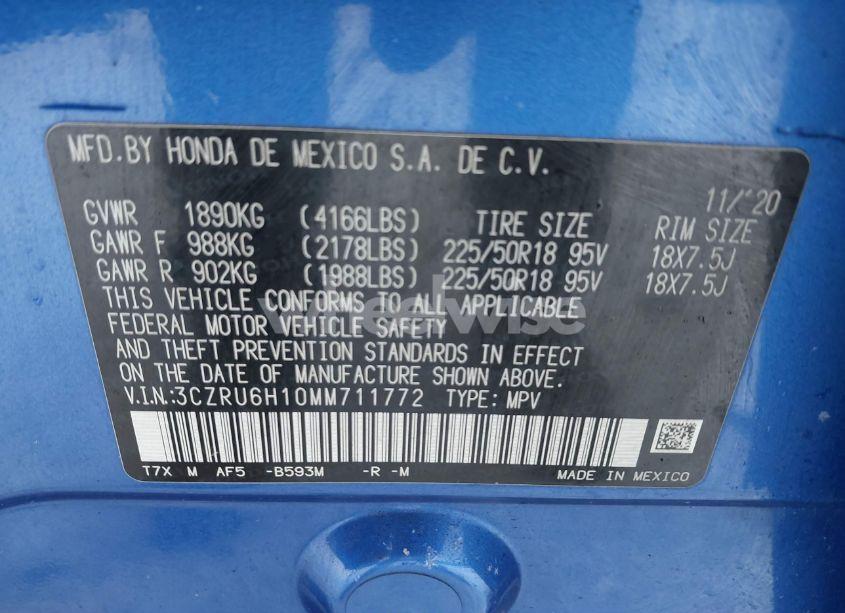 MFD.BY HONDA DE MEXICO S.A. DE C.V.
11/'20
GVWR 1890KG (4166LBS) TIRE SIZE RIM SIZE
GAWR F 988KG (2178LBS) 225/50R18 95V 18X7.5J
GAWR R 902KG (1988LBS) 225/50R18 95V 18X7.5J
THIS VEHICLE CONFORMS TO ALL APPLICABLE
FEDERAL MOTOR VEHICLE SAFETY
AND THEFT PREVENTION STANDARDS IN EFFECT
ON THE DATE OF MANUFACTURE SHOWN ABOVE.
V.I.N:3CZRU6H10MM711772 TYPE: MPV
T7X M AF5 -B593M -R -M
MADE IN MEXICO
wheelwise